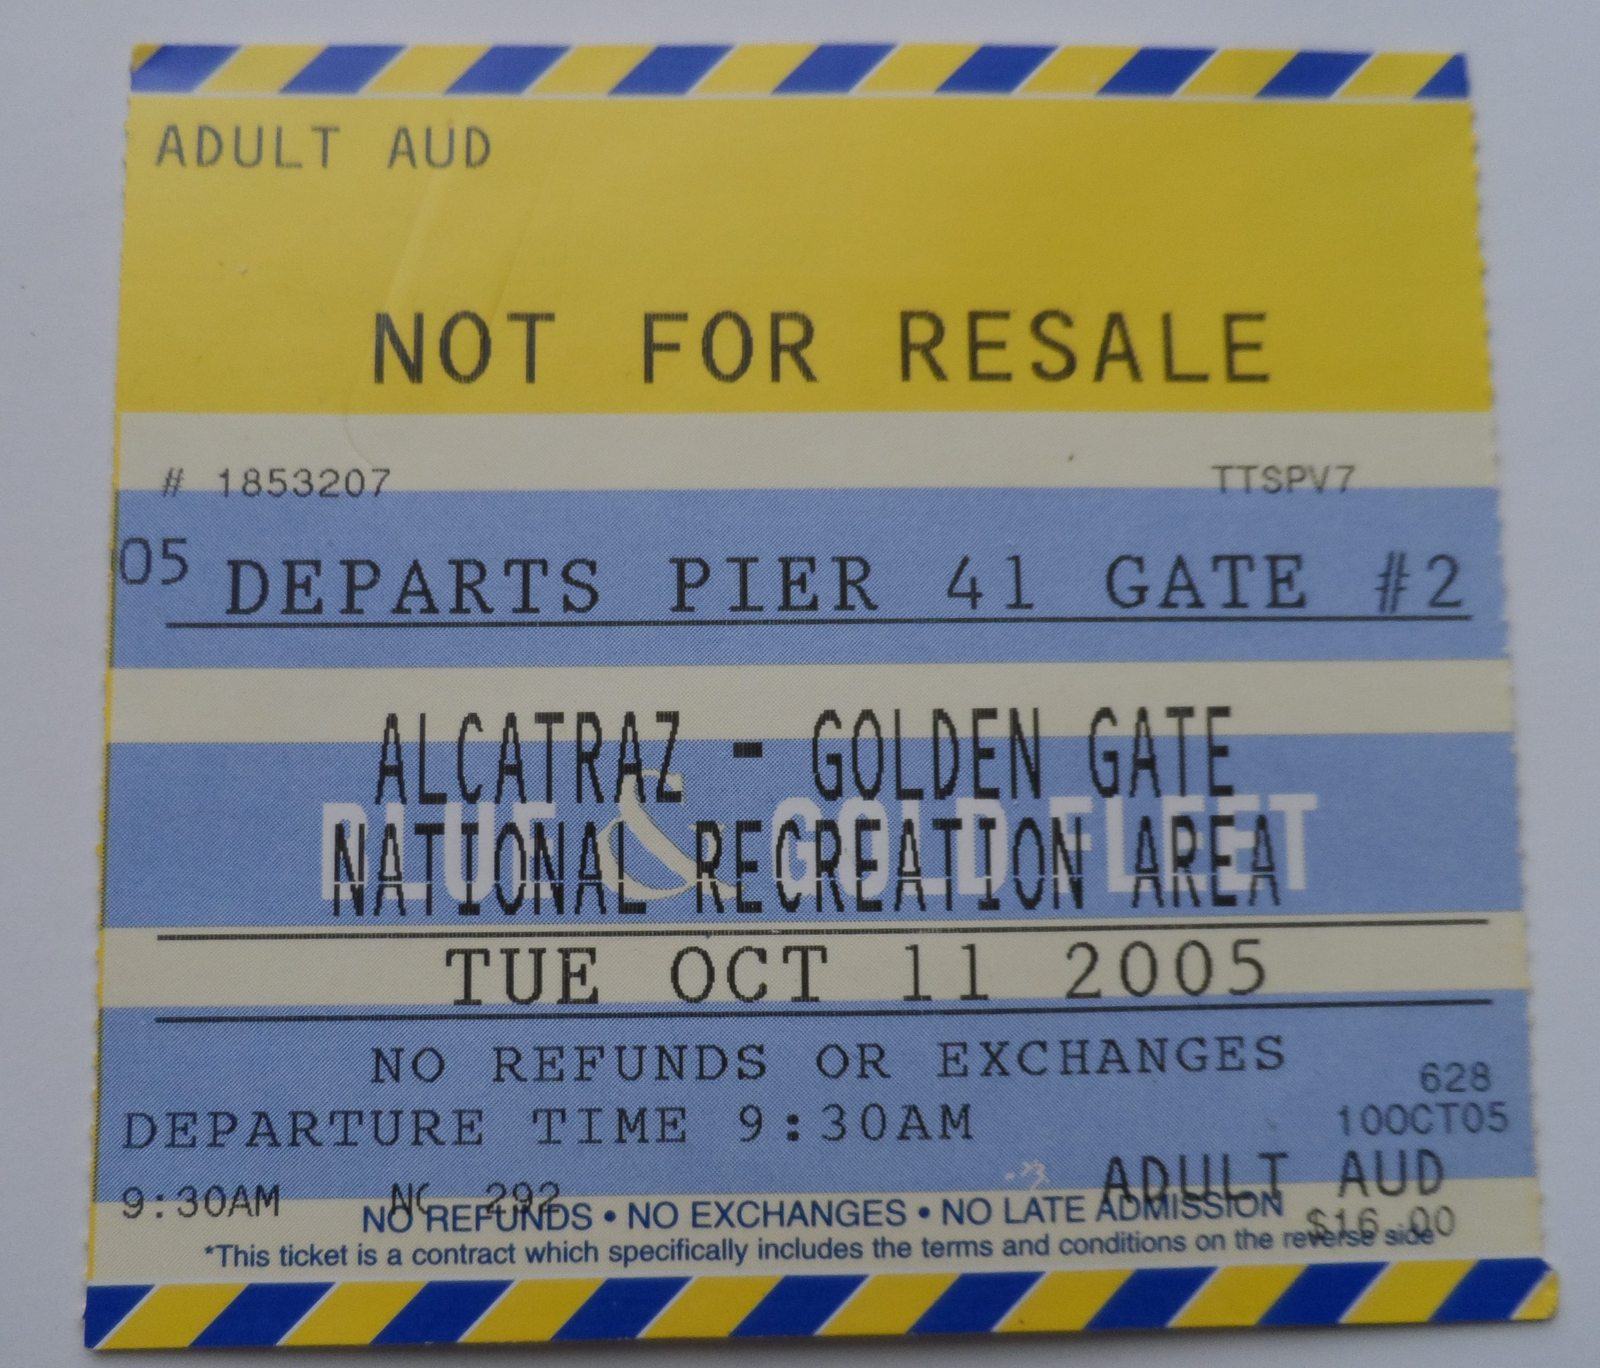 ADULT AUD
NOT FOR RESALE
# 1853207 TTSPV7
05 DEPARTS PIER 41 GATE #2
ALCATRAZ - GOLDEN GATE
BLUE & GOLD FLEET
NATIONAL RECREATION AREA
TUE OCT 11 2005
NO REFUNDS OR EXCHANGES
628
DEPARTURE TIME 9:30AM 10OCT05
ADULT AUD
9:30AM NC 292
NO REFUNDS • NO EXCHANGES • NO LATE ADMISSION
$16.00
*This ticket is a contract which specifically includes the terms and conditions on the reverse side